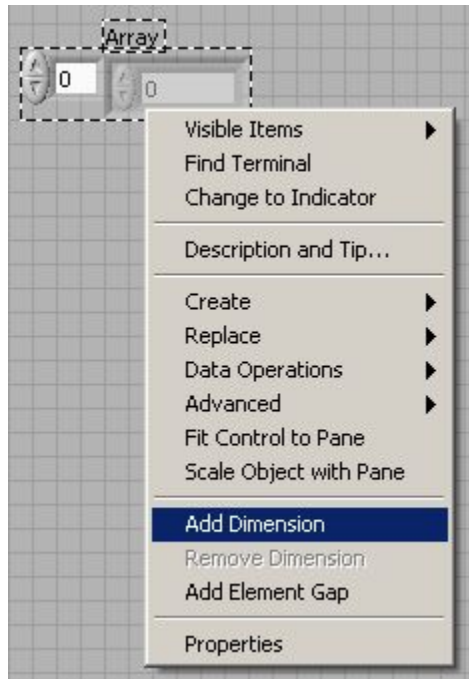 Array
0
0
Visible Items
Find Terminal
Change to Indicator
Description and Tip...
Create
Replace
Data Operations
Advanced
Fit Control to Pane
Scale Object with Pane
Add Dimension
Remove Dimension
Add Element Gap
Properties